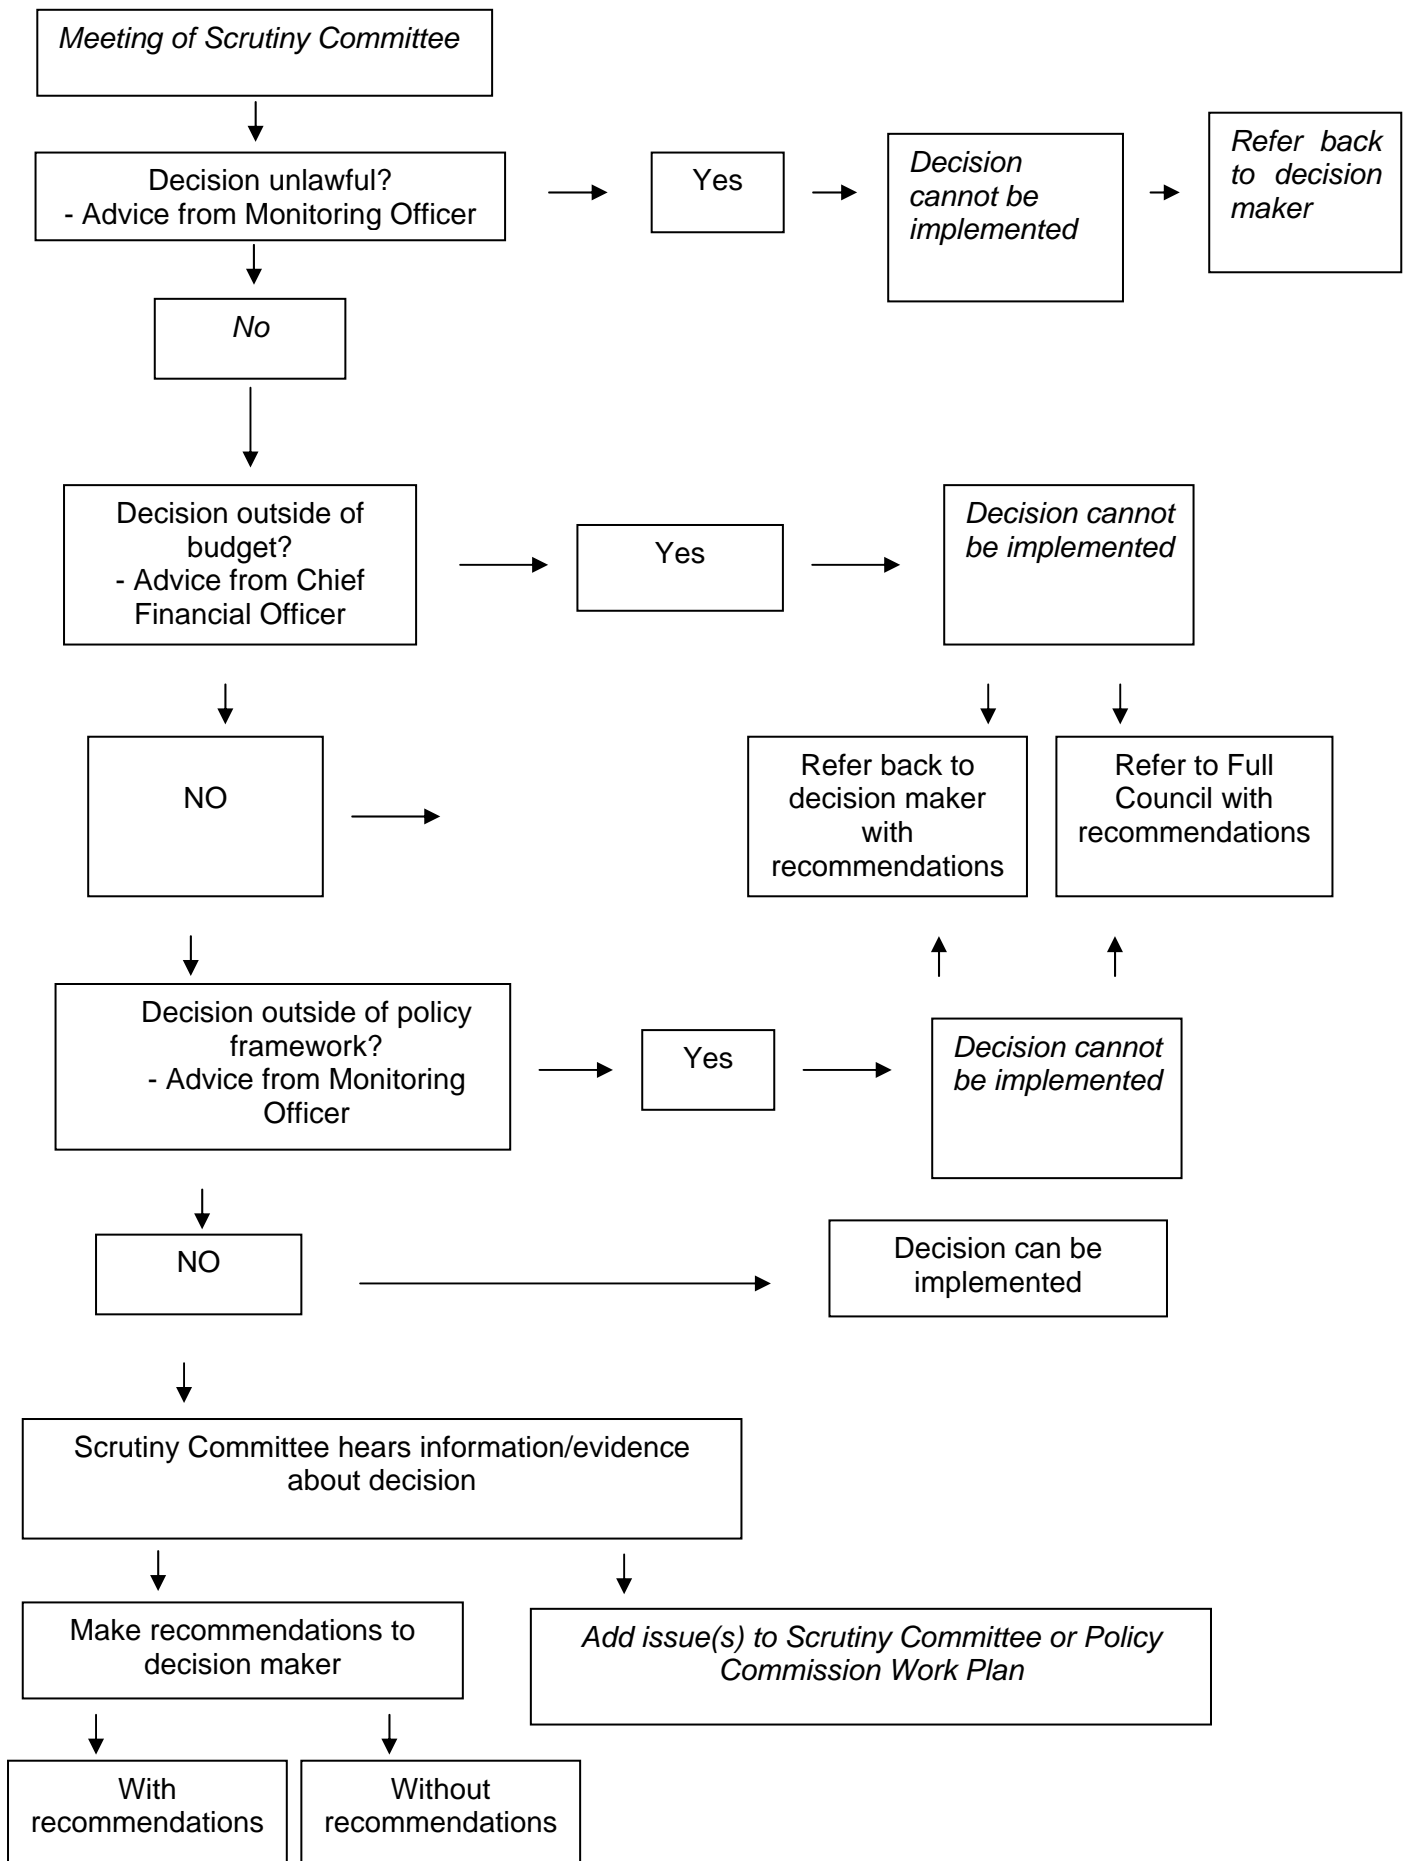 Meeting of Scrutiny Committee
Decision unlawful?
- Advice from Monitoring Officer
Yes
Decision
cannot be
implemented
Refer back
to decision
maker
No
Decision outside of
budget?
- Advice from Chief
Financial Officer
Yes
Decision cannot
be implemented
NO
Refer back to
decision maker
with
recommendations
Refer to Full
Council with
recommendations
Decision outside of policy
framework?
- Advice from Monitoring
Officer
Yes
Decision cannot
be implemented
NO
Decision can be
implemented
Scrutiny Committee hears information/evidence
about decision
Make recommendations to
decision maker
Add issue(s) to Scrutiny Committee or Policy
Commission Work Plan
With
recommendations
Without
recommendations